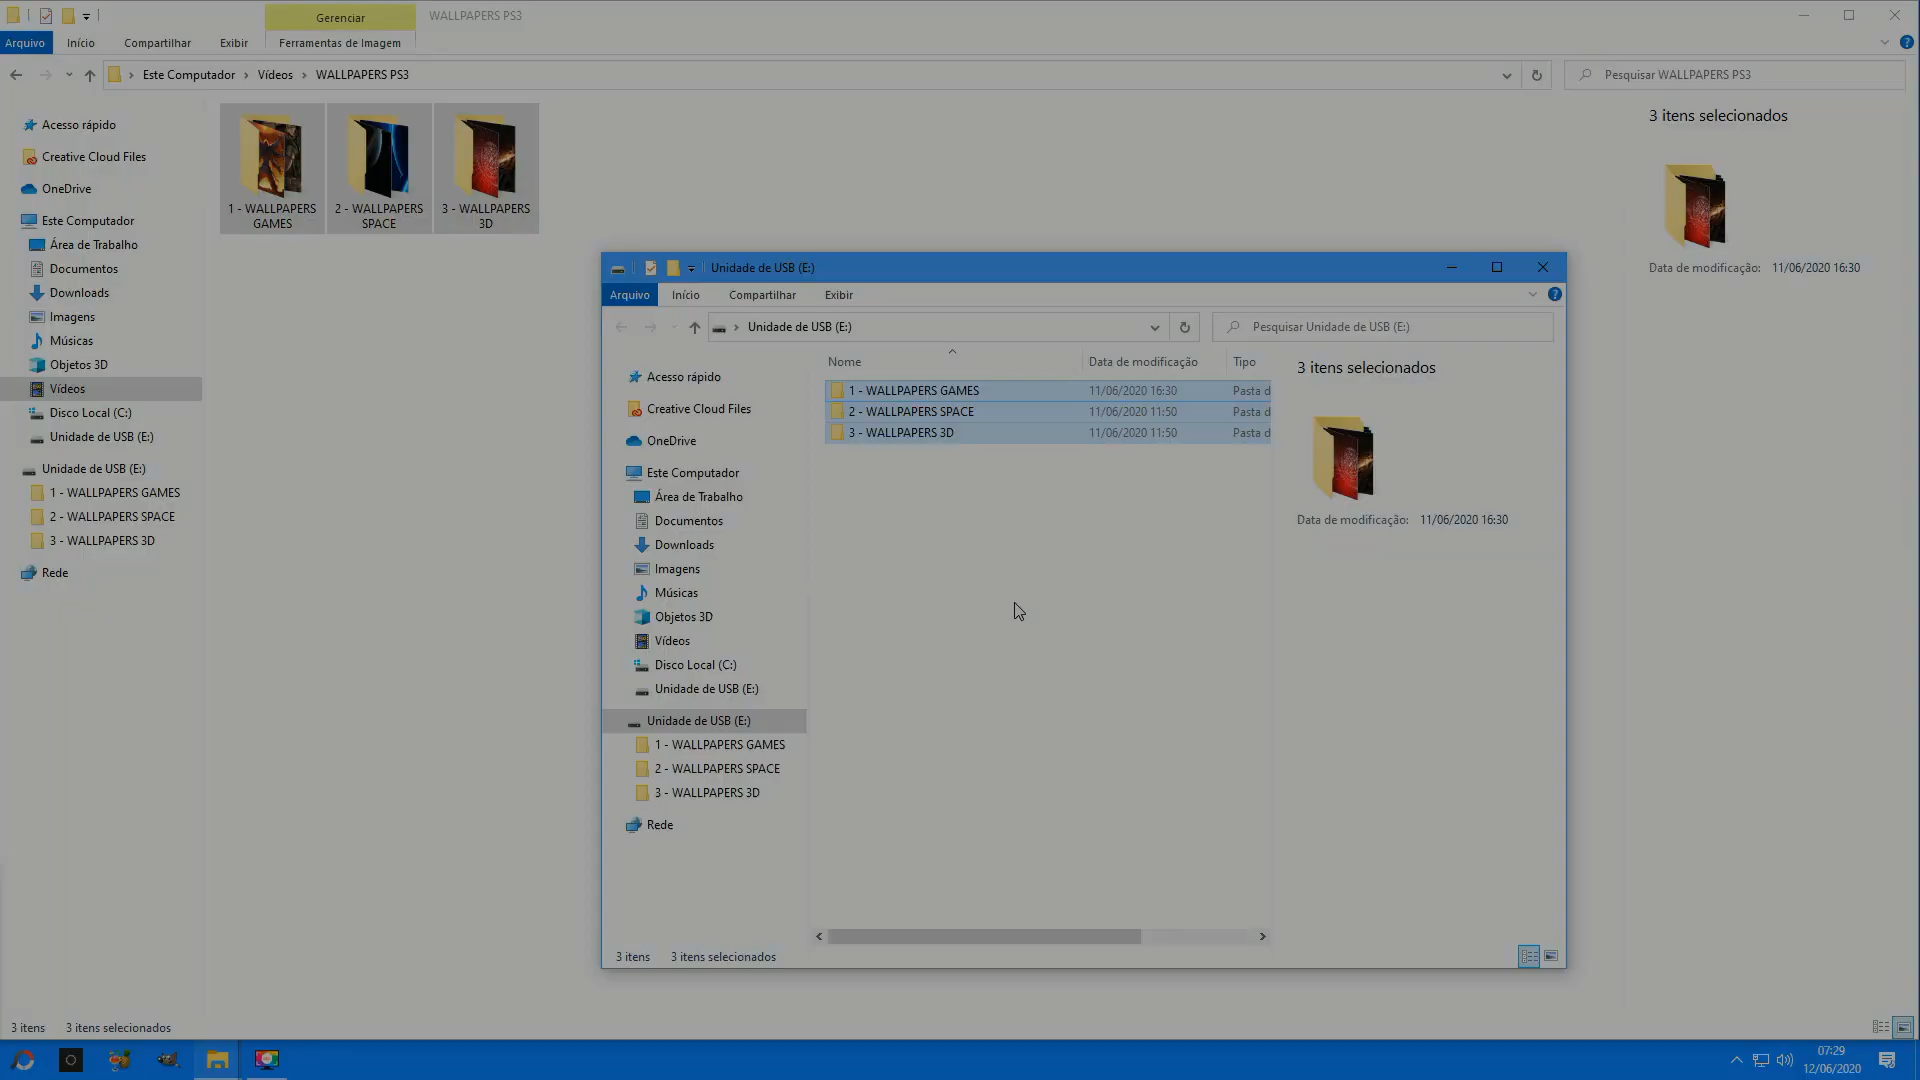 Gerenciar
WALLPAPERS PS3
Arquivo
Início
Compartilhar
Exibir
Ferramentas de Imagem
Este Computador
Vídeos
WALLPAPERS PS3
Pesquisar WALLPAPERS PS3
Acesso rápido
Creative Cloud Files
OneDrive
Este Computador
Área de Trabalho
Documentos
Downloads
Imagens
Músicas
Objetos 3D
Vídeos
Disco Local (C:)
Unidade de USB (E:)
Unidade de USB (E:)
1 - WALLPAPERS GAMES
2 - WALLPAPERS SPACE
3 - WALLPAPERS 3D
Rede
1 - WALLPAPERS
GAMES
2 - WALLPAPERS
SPACE
3 - WALLPAPERS
3D
3 itens selecionados
Data de modificação: 11/06/2020 16:30
Unidade de USB (E:)
Arquivo
Início
Compartilhar
Exibir
Unidade de USB (E:)
Pesquisar Unidade de USB (E:)
Acesso rápido
Creative Cloud Files
OneDrive
Este Computador
Área de Trabalho
Documentos
Downloads
Imagens
Músicas
Objetos 3D
Vídeos
Disco Local (C:)
Unidade de USB (E:)
Unidade de USB (E:)
1 - WALLPAPERS GAMES
2 - WALLPAPERS SPACE
3 - WALLPAPERS 3D
Rede
Nome Data de modificação Tipo
1 - WALLPAPERS GAMES 11/06/2020 16:30 Pasta d
2 - WALLPAPERS SPACE 11/06/2020 11:50 Pasta d
3 - WALLPAPERS 3D 11/06/2020 11:50 Pasta d
3 itens selecionados
Data de modificação: 11/06/2020 16:30
3 itens 3 itens selecionados
3 itens 3 itens selecionados
07:29
12/06/2020